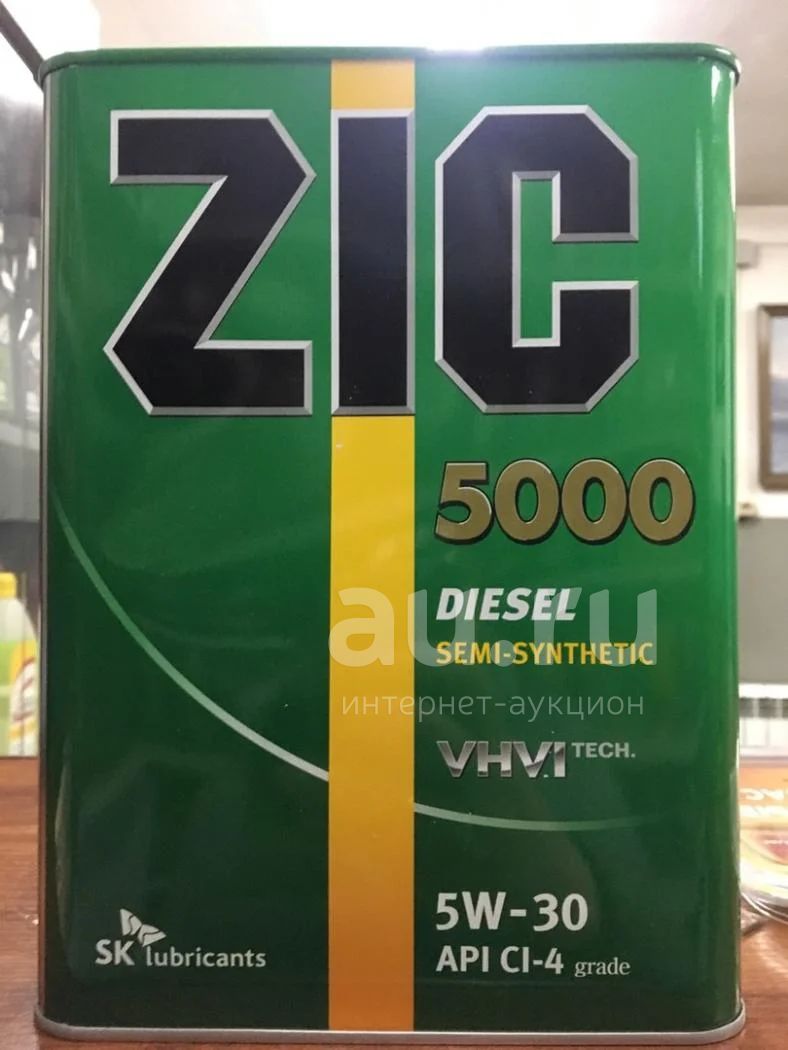 ZIC
5000
DIESEL
SEMI-SYNTHETIC
au.ru
интернет-аукцион
VHVI TECH.
5W-30
API CI-4 grade
SK lubricants